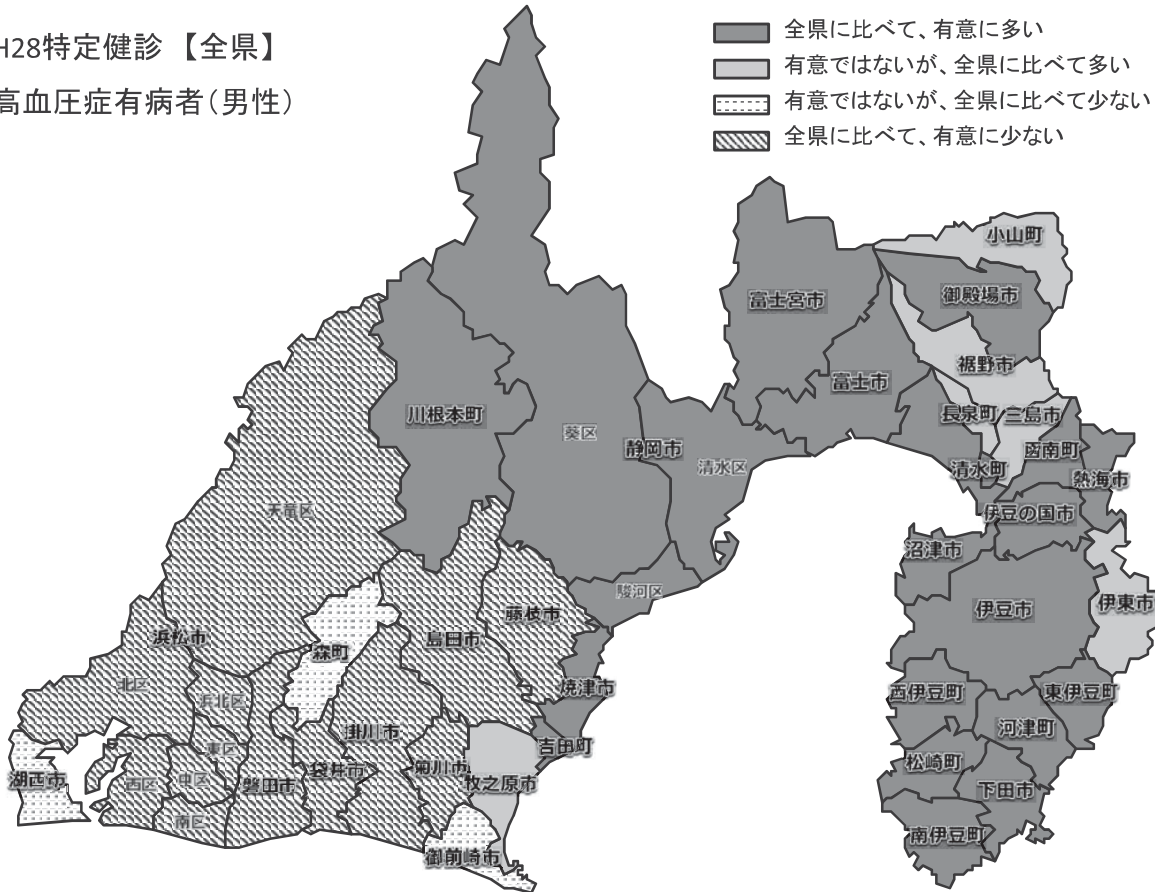 H28特定健診 【全県】
高血圧症有病者(男性)
全県に比べて、有意に多い
有意ではないが、全県に比べて多い
有意ではないが、全県に比べて少ない
全県に比べて、有意に少ない
小山町
御殿場市
富士宮市
裾野市
富士市
長泉町
三島市
川根本町
葵区
静岡市
清水区
函南町
清水町
熱海市
天竜区
伊豆の国市
沼津市
駿河区
伊豆市
伊東市
藤枝市
浜松市
島田市
森町
北区
浜北区
焼津市
西伊豆町
東伊豆町
掛川市
河津町
東区
吉田町
湖西市
西区
中区
磐田市
袋井市
菊川市
牧之原市
松崎町
下田市
南区
御前崎市
南伊豆町